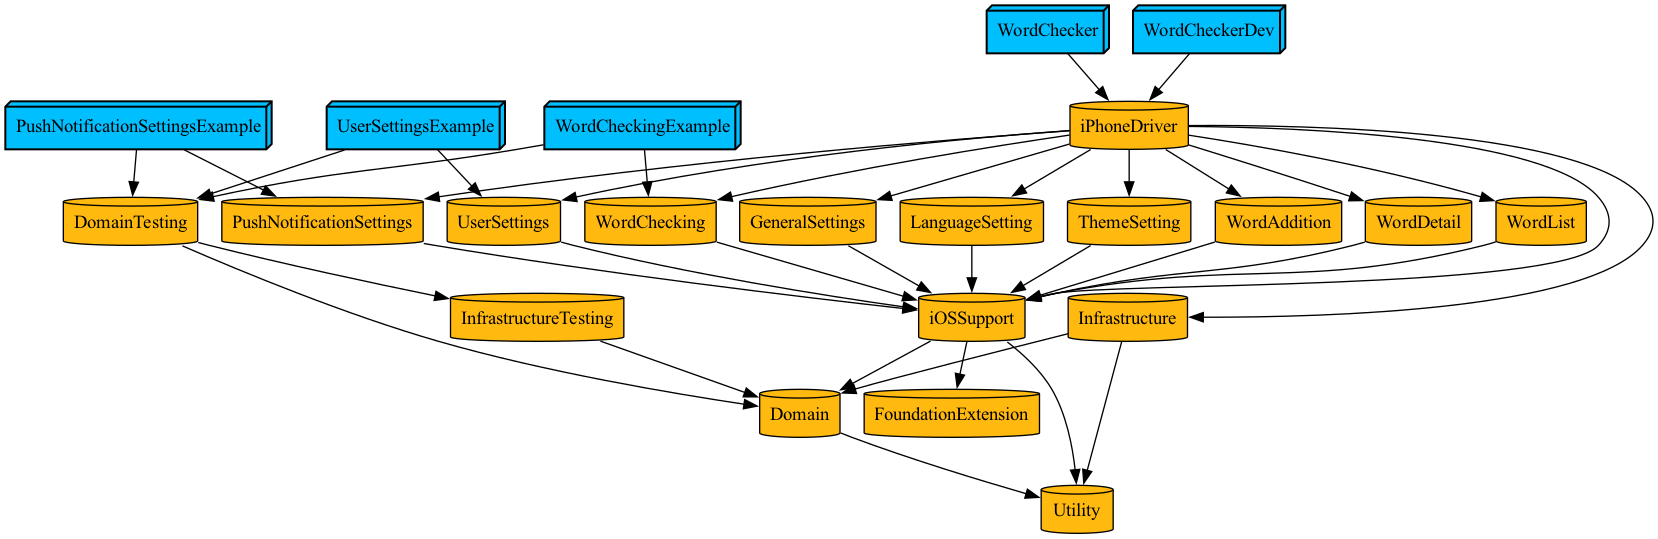 WordChecker
WordCheckerDev
PushNotificationSettingsExample
UserSettingsExample
WordCheckingExample
iPhoneDriver
DomainTesting
PushNotificationSettings
UserSettings
WordChecking
GeneralSettings
LanguageSetting
ThemeSetting
WordAddition
WordDetail
WordList
InfrastructureTesting
iOSSupport
Infrastructure
Domain
FoundationExtension
Utility